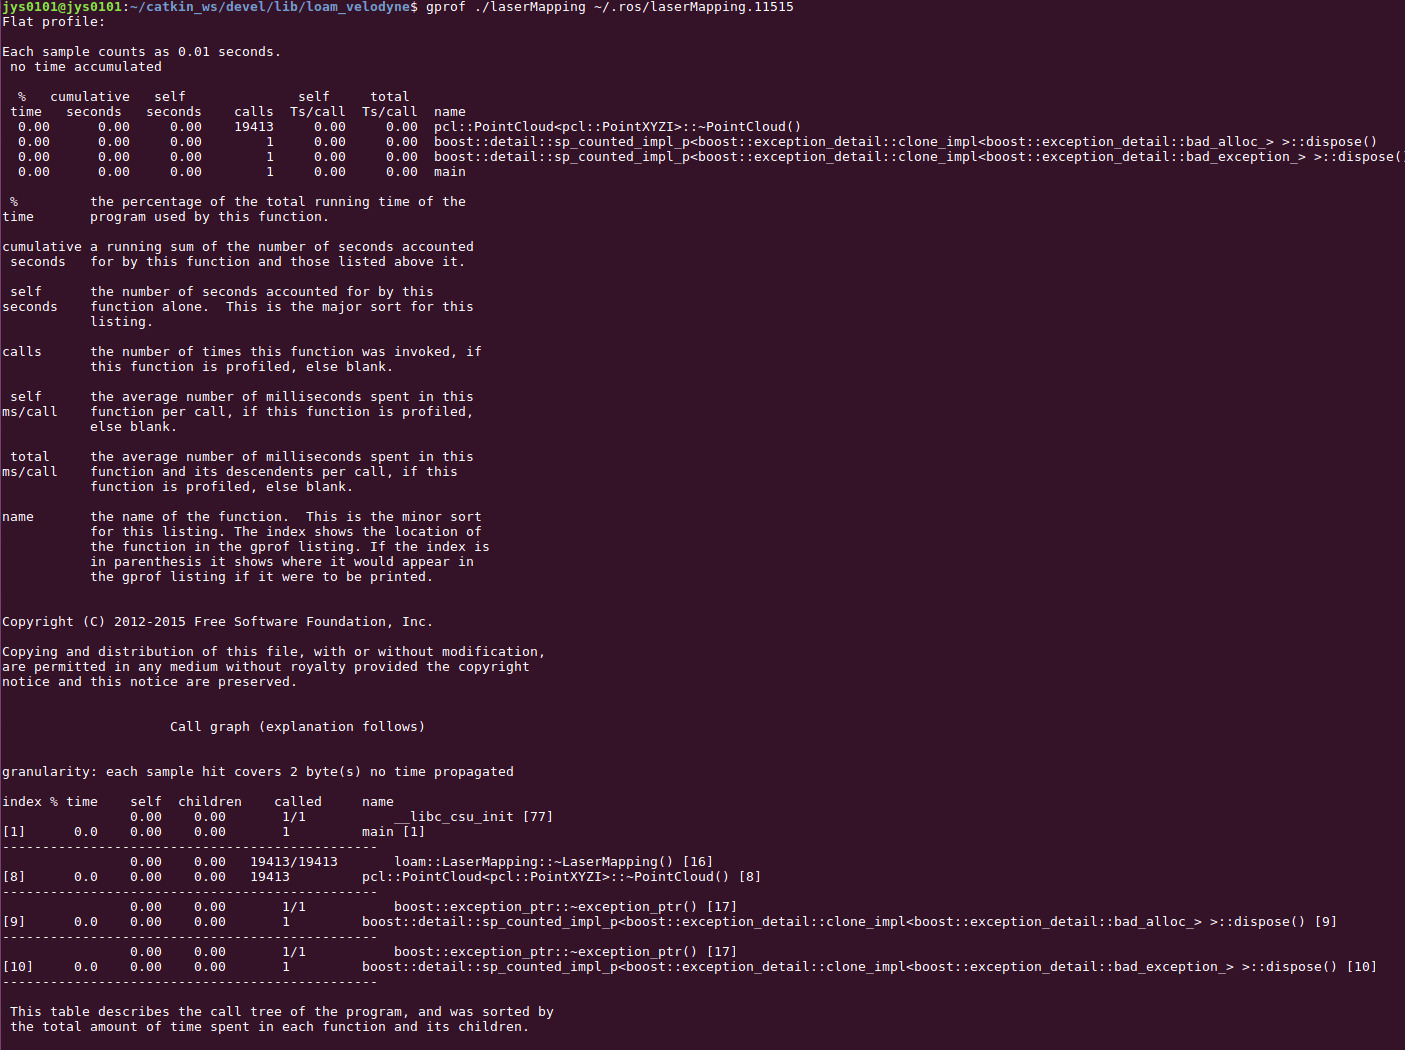 jys0101@jys0101:~/catkin_ws/devel/lib/loam_velodyne$ gprof ./laserMapping ~/.ros/laserMapping.11515
Flat profile:

Each sample counts as 0.01 seconds.
 no time accumulated

  %   cumulative   self              self     total
 time   seconds   seconds    calls  Ts/call  Ts/call  name
  0.00      0.00     0.00    19413     0.00     0.00  pcl::PointCloud<pcl::PointXYZI>::~PointCloud()
  0.00      0.00     0.00        1     0.00     0.00  boost::detail::sp_counted_impl_p<boost::exception_detail::clone_impl<boost::exception_detail::bad_alloc_> >::dispose()
  0.00      0.00     0.00        1     0.00     0.00  boost::detail::sp_counted_impl_p<boost::exception_detail::clone_impl<boost::exception_detail::bad_exception_> >::dispose()
  0.00      0.00     0.00        1     0.00     0.00  main

 %         the percentage of the total running time of the
time       program used by this function.

cumulative a running sum of the number of seconds accounted
 seconds   for by this function and those listed above it.

 self      the number of seconds accounted for by this
seconds    function alone.  This is the major sort for this
           listing.

calls      the number of times this function was invoked, if
           this function is profiled, else blank.

 self      the average number of milliseconds spent in this
ms/call    function per call, if this function is profiled,
           else blank.

 total     the average number of milliseconds spent in this
ms/call    function and its descendents per call, if this
           function is profiled, else blank.

name       the name of the function.  This is the minor sort
           for this listing. The index shows the location of
           the function in the gprof listing. If the index is
           in parenthesis it shows where it would appear in
           the gprof listing if it were to be printed.

Copyright (C) 2012-2015 Free Software Foundation, Inc.

Copying and distribution of this file, with or without modification,
are permitted in any medium without royalty provided the copyright
notice and this notice are preserved.

                     Call graph (explanation follows)

granularity: each sample hit covers 2 byte(s) no time propagated

index % time    self  children    called     name
                0.00    0.00       1/1           __libc_csu_init [77]
[1]      0.0    0.00    0.00       1         main [1]
-----------------------------------------------
                0.00    0.00   19413/19413       loam::LaserMapping::~LaserMapping() [16]
[8]      0.0    0.00    0.00   19413         pcl::PointCloud<pcl::PointXYZI>::~PointCloud() [8]
-----------------------------------------------
                0.00    0.00       1/1           boost::exception_ptr::~exception_ptr() [17]
[9]      0.0    0.00    0.00       1         boost::detail::sp_counted_impl_p<boost::exception_detail::clone_impl<boost::exception_detail::bad_alloc_> >::dispose() [9]
-----------------------------------------------
                0.00    0.00       1/1           boost::exception_ptr::~exception_ptr() [17]
[10]     0.0    0.00    0.00       1         boost::detail::sp_counted_impl_p<boost::exception_detail::clone_impl<boost::exception_detail::bad_exception_> >::dispose() [10]
-----------------------------------------------

 This table describes the call tree of the program, and was sorted by
 the total amount of time spent in each function and its children.